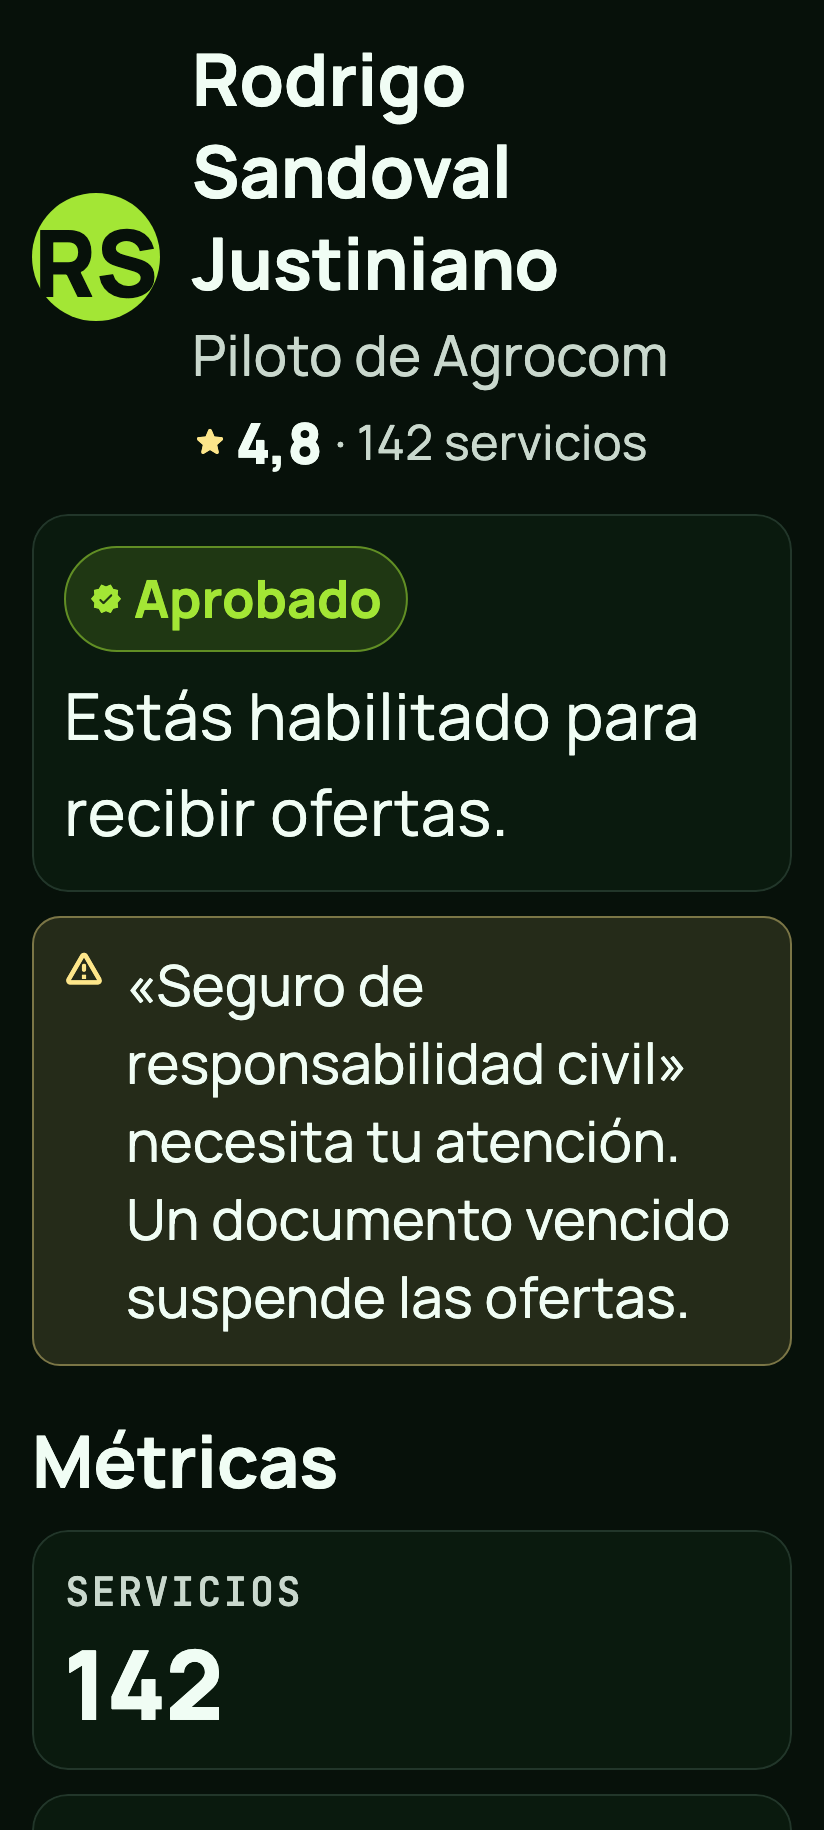 Rodrigo
Sandoval
Justiniano
RS
Piloto de Agrocom
4,8 · 142 servicios
Aprobado
Estás habilitado para
recibir ofertas.
«Seguro de
responsabilidad civil»
necesita tu atención.
Un documento vencido
suspende las ofertas.
Métricas
SERVICIOS
142